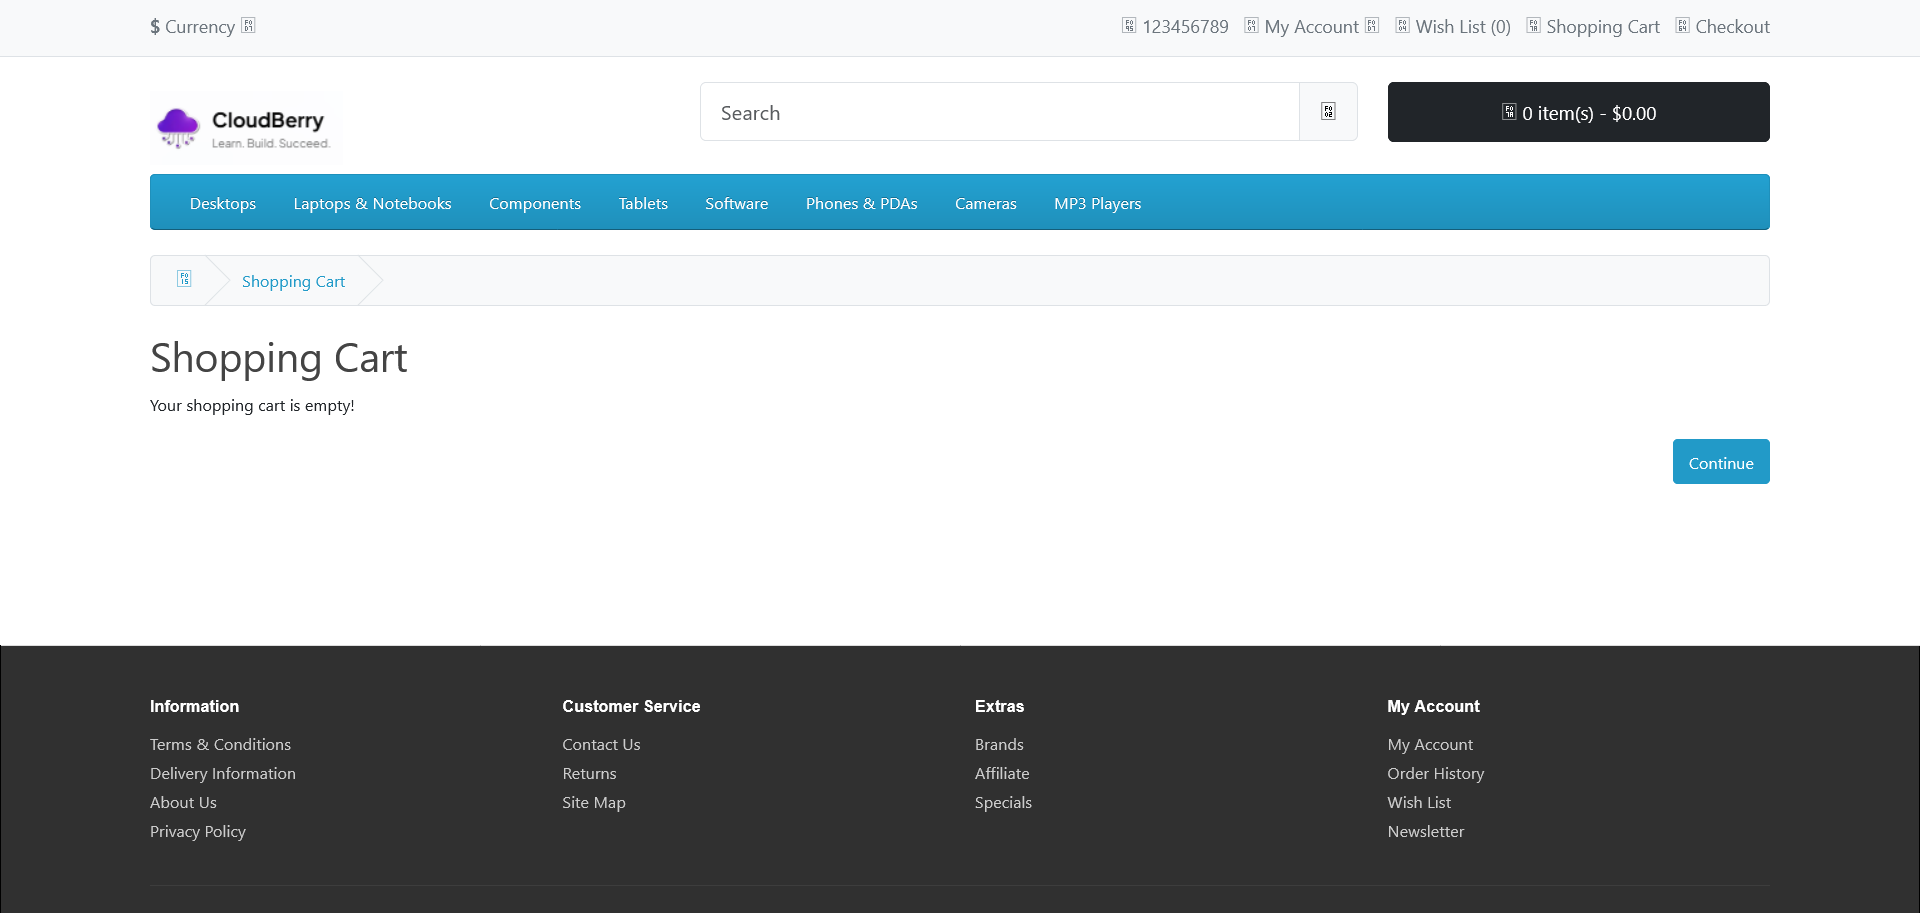 $ Currency
123456789 My Account Wish List (0) Shopping Cart Checkout
CloudBerry
Learn. Build. Succeed.
Search
0 item(s) - $0.00
Desktops Laptops & Notebooks Components Tablets Software Phones & PDAs Cameras MP3 Players
Shopping Cart
Shopping Cart
Your shopping cart is empty!
Continue
Information
Terms & Conditions
Delivery Information
About Us
Privacy Policy
Customer Service
Contact Us
Returns
Site Map
Extras
Brands
Affiliate
Specials
My Account
My Account
Order History
Wish List
Newsletter